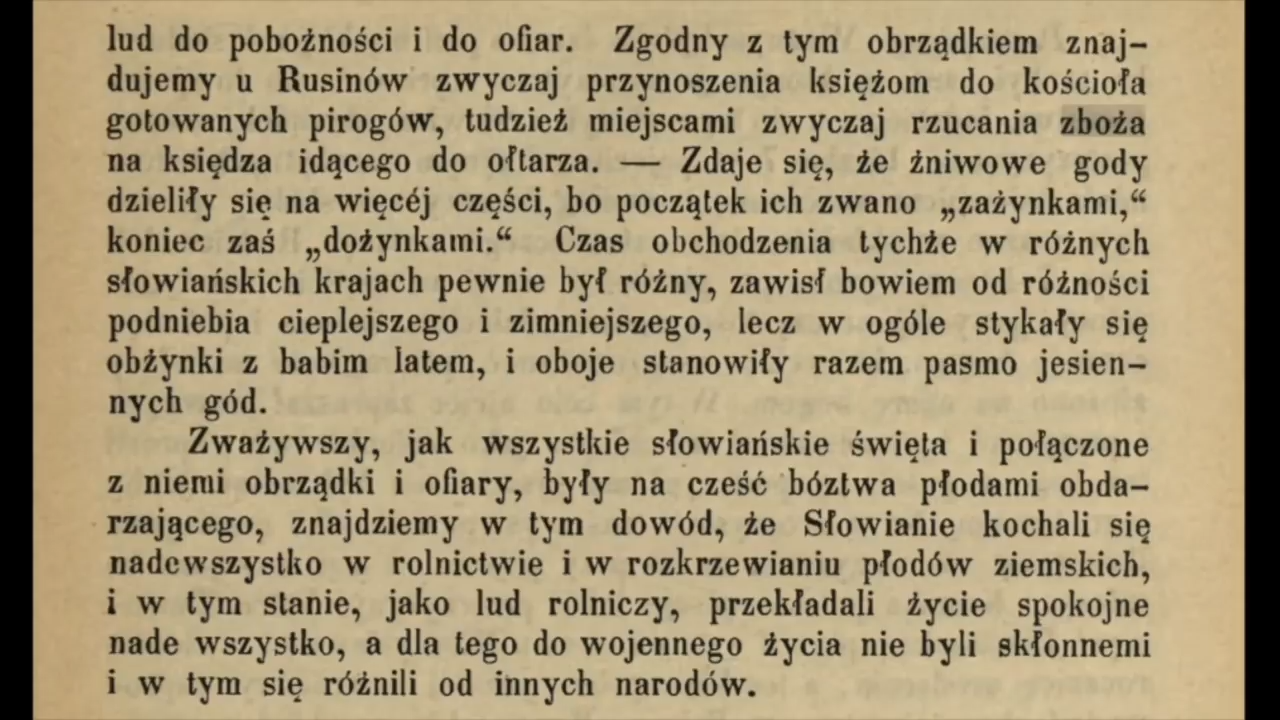 lud do pobożności i do ofiar. Zgodny z tym obrządkiem znaj-
dujemy u Rusinów zwyczaj przynoszenia księżom do kościoła
gotowanych pirogów, tudzież miejscami zwyczaj rzucania zboża
na księdza idącego do ołtarza. — Zdaje się, że żniwowe gody
dzieliły się na więcéj części, bo początek ich zwano „zażynkami,“
koniec zaś „dożynkami.“ Czas obchodzenia tychże w różnych
słowiańskich krajach pewnie był różny, zawisł bowiem od różności
podniebia cieplejszego i zimniejszego, lecz w ogóle stykały się
obżynki z babim latem, i oboje stanowiły razem pasmo jesien-
nych gód.
Zważywszy, jak wszystkie słowiańskie święta i połączone
z niemi obrządki i ofiary, były na cześć bóztwa płodami obda-
rzającego, znajdziemy w tym dowód, że Słowianie kochali się
nadewszystko w rolnictwie i w rozkrzewianiu płodów ziemskich,
i w tym stanie, jako lud rolniczy, przekładali życie spokojne
nade wszystko, a dla tego do wojennego życia nie byli skłonnemi
i w tym się różnili od innych narodów.